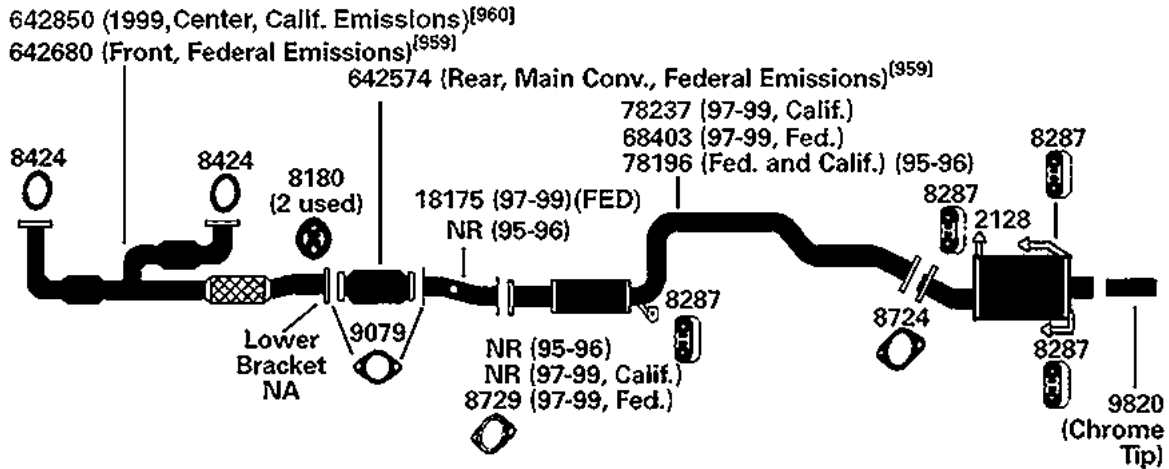 642850 (1999, Center, Calif. Emissions)[960]
642680 (Front, Federal Emissions)[959]
642574 (Rear, Main Conv., Federal Emissions)[959]
78237 (97-99, Calif.)
68403 (97-99, Fed.)
78196 (Fed. and Calif.) (95-96)
8287
8424
8424
8180
(2 used)
18175 (97-99)(FED)
NR (95-96)
8287
2128
Lower
Bracket
NA
9079
8287
8724
NR (95-96)
NR (97-99, Calif.)
8729 (97-99, Fed.)
8287
9820
(Chrome
Tip)